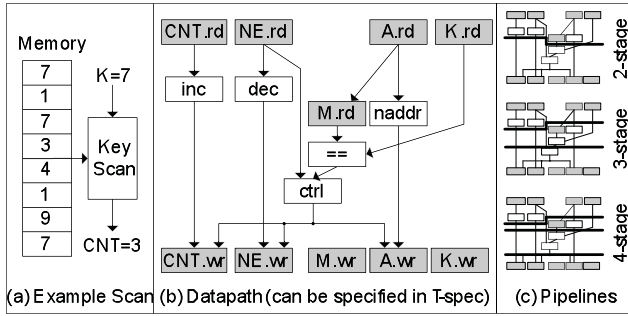 Memory
7
1
7
3
4
1
9
7
K=7
Key
Scan
CNT=3
(a) Example Scan
CNT.rd NE.rd A.rd K.rd
inc dec
M.rd naddr
==
ctrl
CNT.wr NE.wr M.wr A.wr K.wr
(b) Datapath (can be specified in T-spec)
2-stage
3-stage
4-stage
(c) Pipelines